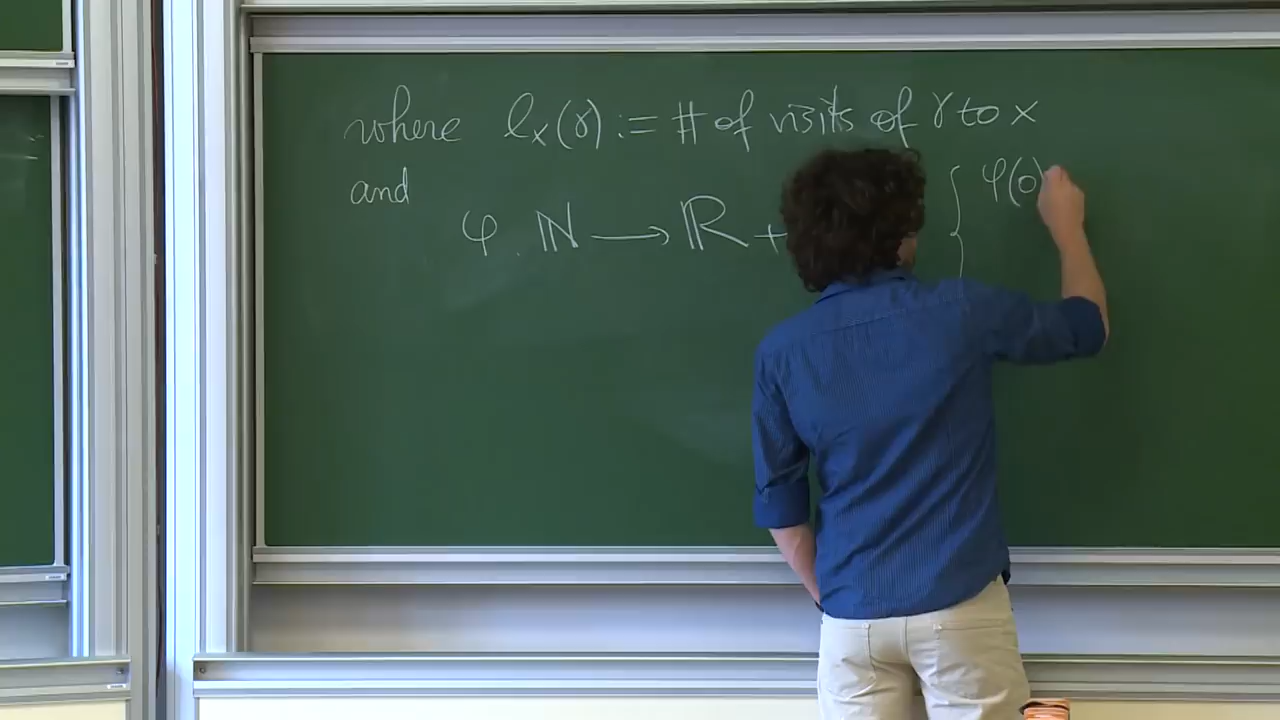 where ℓₓ(γ) := # of visits of γ to x
and
φ : ℕ ⟶ ℝ+ { φ(0)